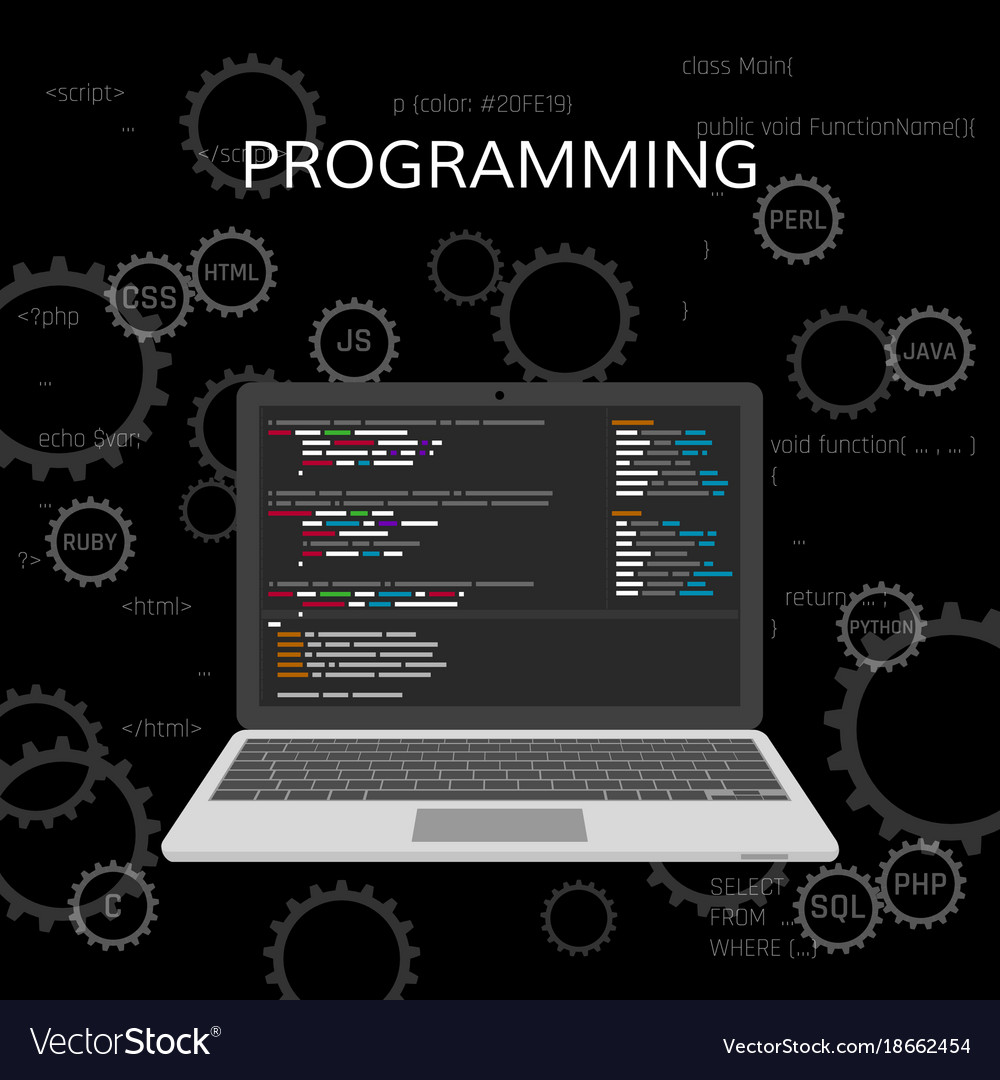 class Main{
<script>
p {color: #20FE19}
...
public void FunctionName(){
</script>
PROGRAMMING
...
PERL
}
HTML
CSS
<?php
}
JS
JAVA
...
echo $var;
void function( ... , ... )
{
...
RUBY
...
?>
return ... ;
<html>
}
PYTHON
...
</html>
SELECT
PHP
C
SQL
FROM ...
WHERE (...)
VectorStock®
VectorStock.com/18662454